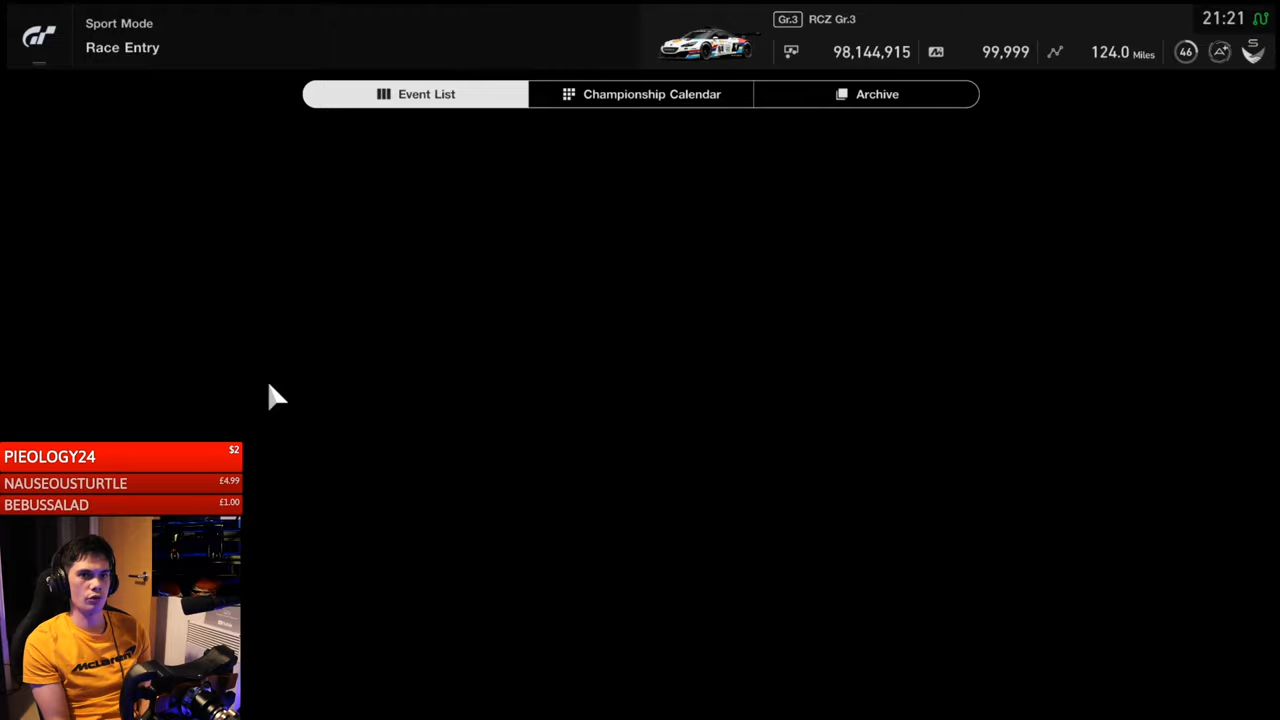 Sport Mode
Race Entry
Gr.3 RCZ Gr.3
98,144,915
99,999
124.0 Miles
46
S
21:21
Event List
Championship Calendar
Archive
PIEOLOGY24 $2
NAUSEOUSTURTLE £4.99
BEBUSSALAD £1.00
McLaren